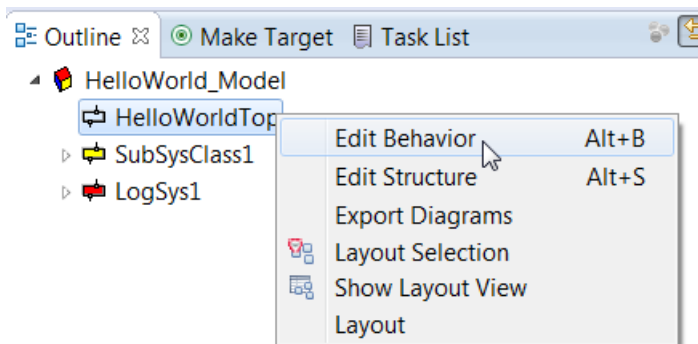 Outline Make Target Task List
HelloWorld_Model
HelloWorldTop
Edit Behavior Alt+B
SubSysClass1
Edit Structure Alt+S
LogSys1
Export Diagrams
Layout Selection
Show Layout View
Layout